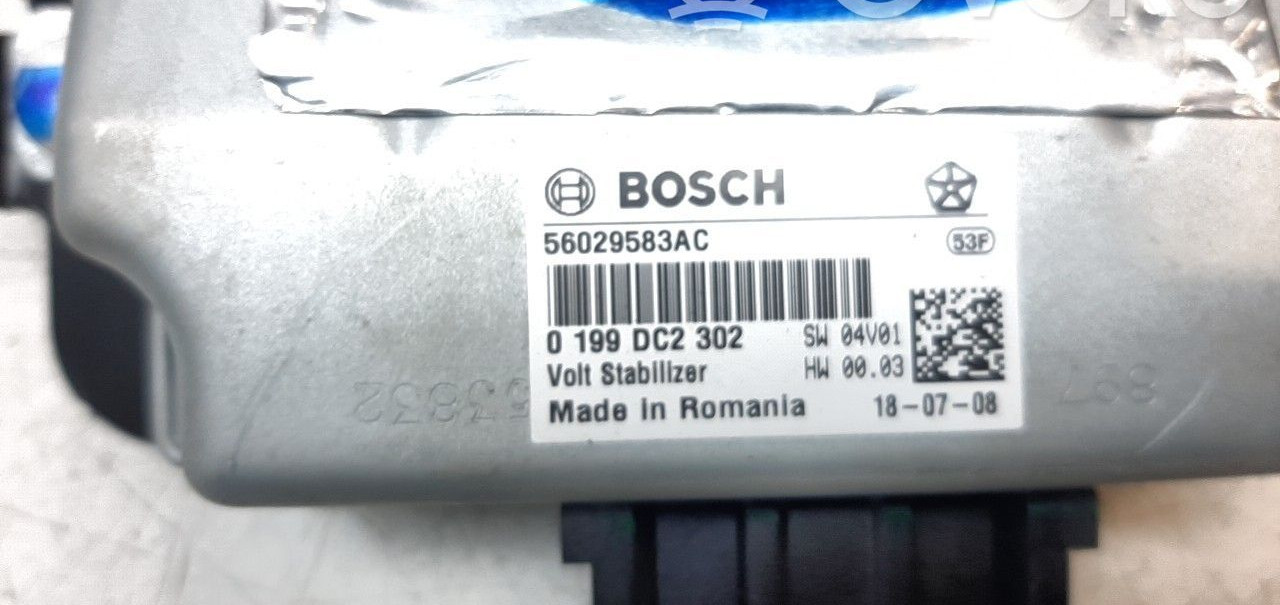 BOSCH
56029583AC
53F
0 199 DC2 302 SW 04V01
Volt Stabilizer HW 00.03
Made in Romania 18-07-08